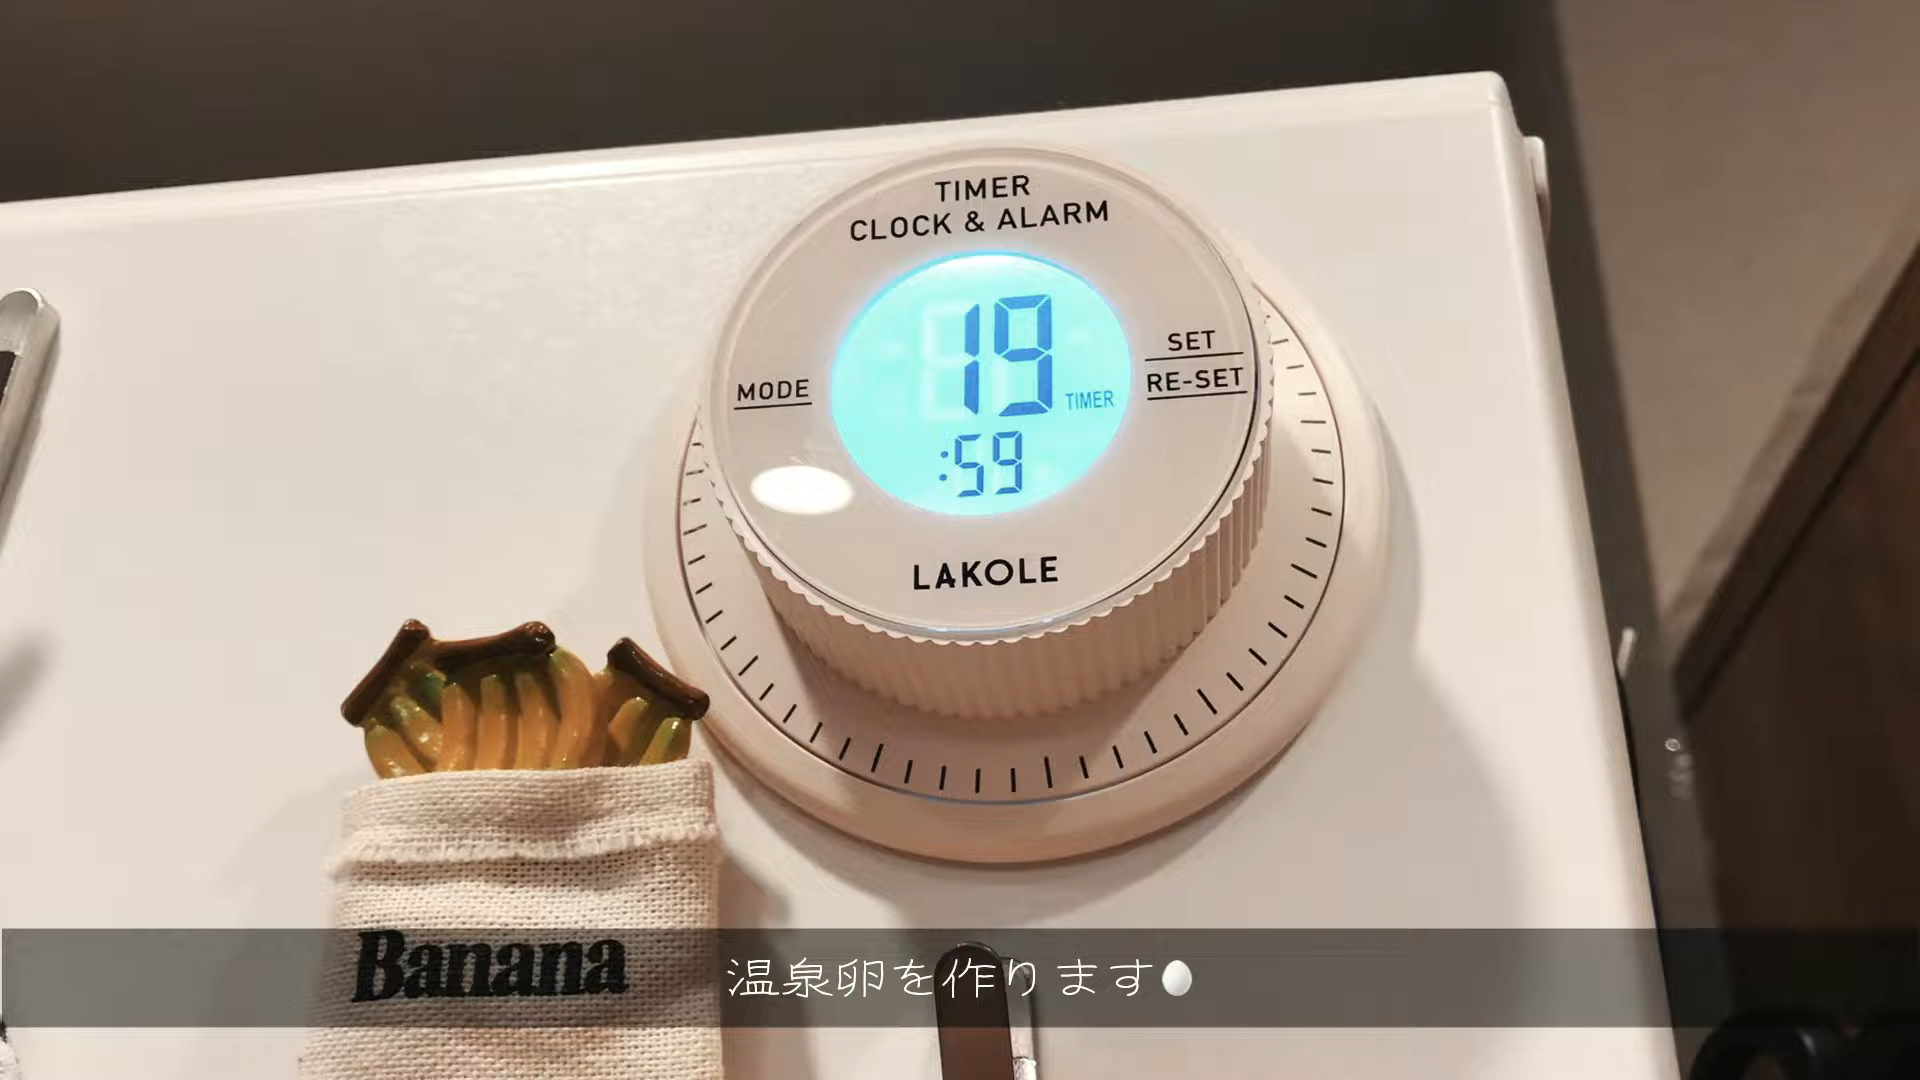 TIMER
CLOCK & ALARM
19
TIMER
:59
MODE
SET
RE-SET
LAKOLE
Banana
温泉卵を作ります🥚